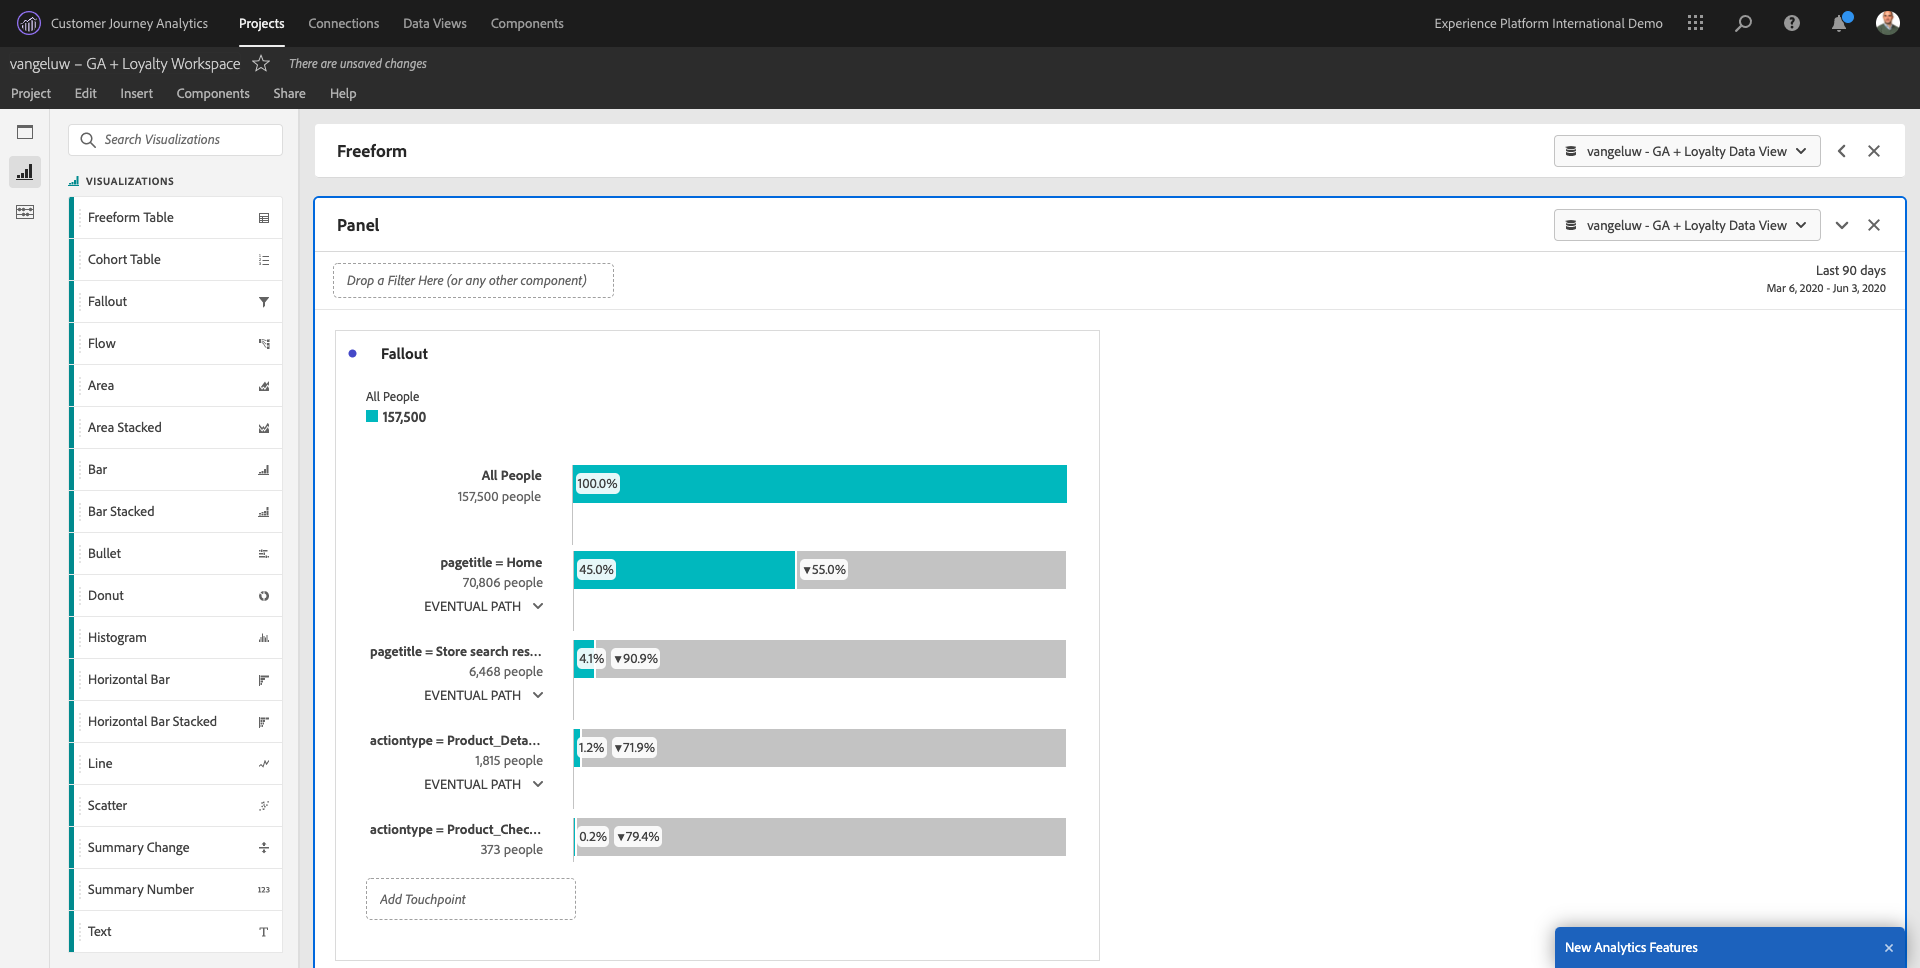 Customer Journey Analytics
Projects
Connections
Data Views
Components
Experience Platform International Demo
vangeluw – GA + Loyalty Workspace
There are unsaved changes
Project
Edit
Insert
Components
Share
Help
Search Visualizations
VISUALIZATIONS
Freeform Table
Cohort Table
Fallout
Flow
Area
Area Stacked
Bar
Bar Stacked
Bullet
Donut
Histogram
Horizontal Bar
Horizontal Bar Stacked
Line
Scatter
Summary Change
Summary Number
123
Text
T
Freeform
vangeluw - GA + Loyalty Data View
Panel
vangeluw - GA + Loyalty Data View
Drop a Filter Here (or any other component)
Last 90 days
Mar 6, 2020 - Jun 3, 2020
Fallout
All People
157,500
All People
157,500 people
100.0%
pagetitle = Home
70,806 people
EVENTUAL PATH
45.0%
▼55.0%
pagetitle = Store search res...
6,468 people
EVENTUAL PATH
4.1%
▼90.9%
actiontype = Product_Deta...
1,815 people
EVENTUAL PATH
1.2%
▼71.9%
actiontype = Product_Chec...
373 people
0.2%
▼79.4%
Add Touchpoint
New Analytics Features